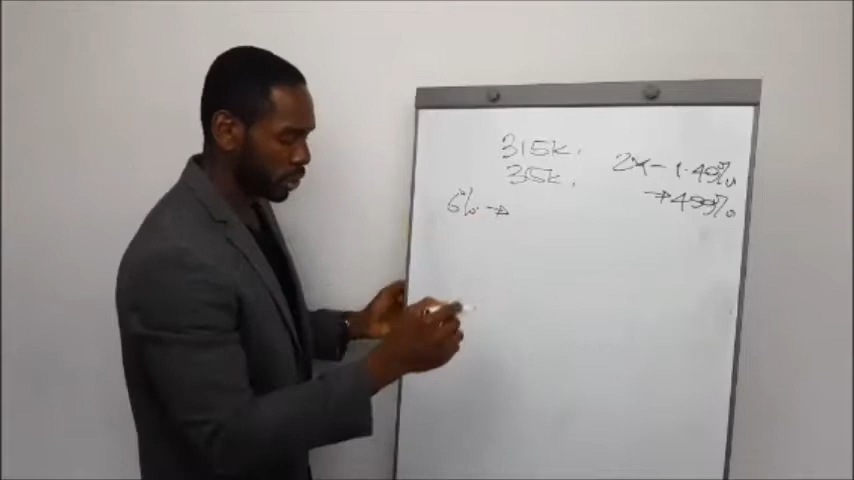 315k.
35k.
2x - 1.49%
→ 4.99%
6% →